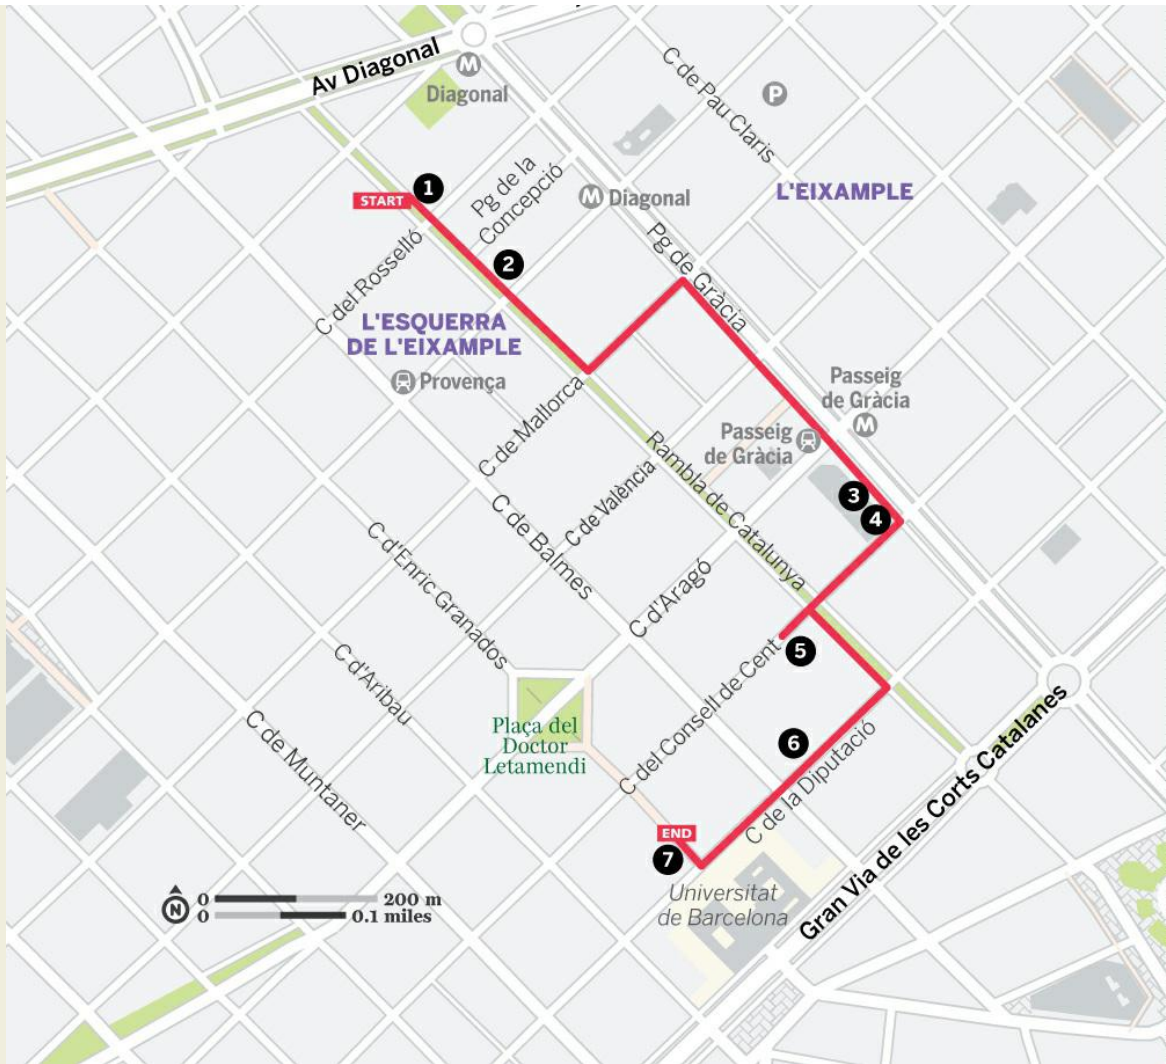 Av Diagonal
M
Diagonal
C de Pau Claris
P
L'EIXAMPLE
1
START
Pg de la
Concepció
M Diagonal
2
C del Rosselló
Pg de Gràcia
L'ESQUERRA
DE L'EIXAMPLE
Provença
C de Mallorca
Passeig
de Gràcia
M
Passeig
de Gràcia
Rambla de Catalunya
C de València
3
4
C de Balmes
C d'Enric Granados
C d'Aragó
5
C d'Aribau
C del Consell de Cent
C de Muntaner
Plaça del
Doctor
Letamendi
6
C de la Diputació
Gran Via de les Corts Catalanes
END
7
Universitat
de Barcelona
N
0 200 m
0 0.1 miles